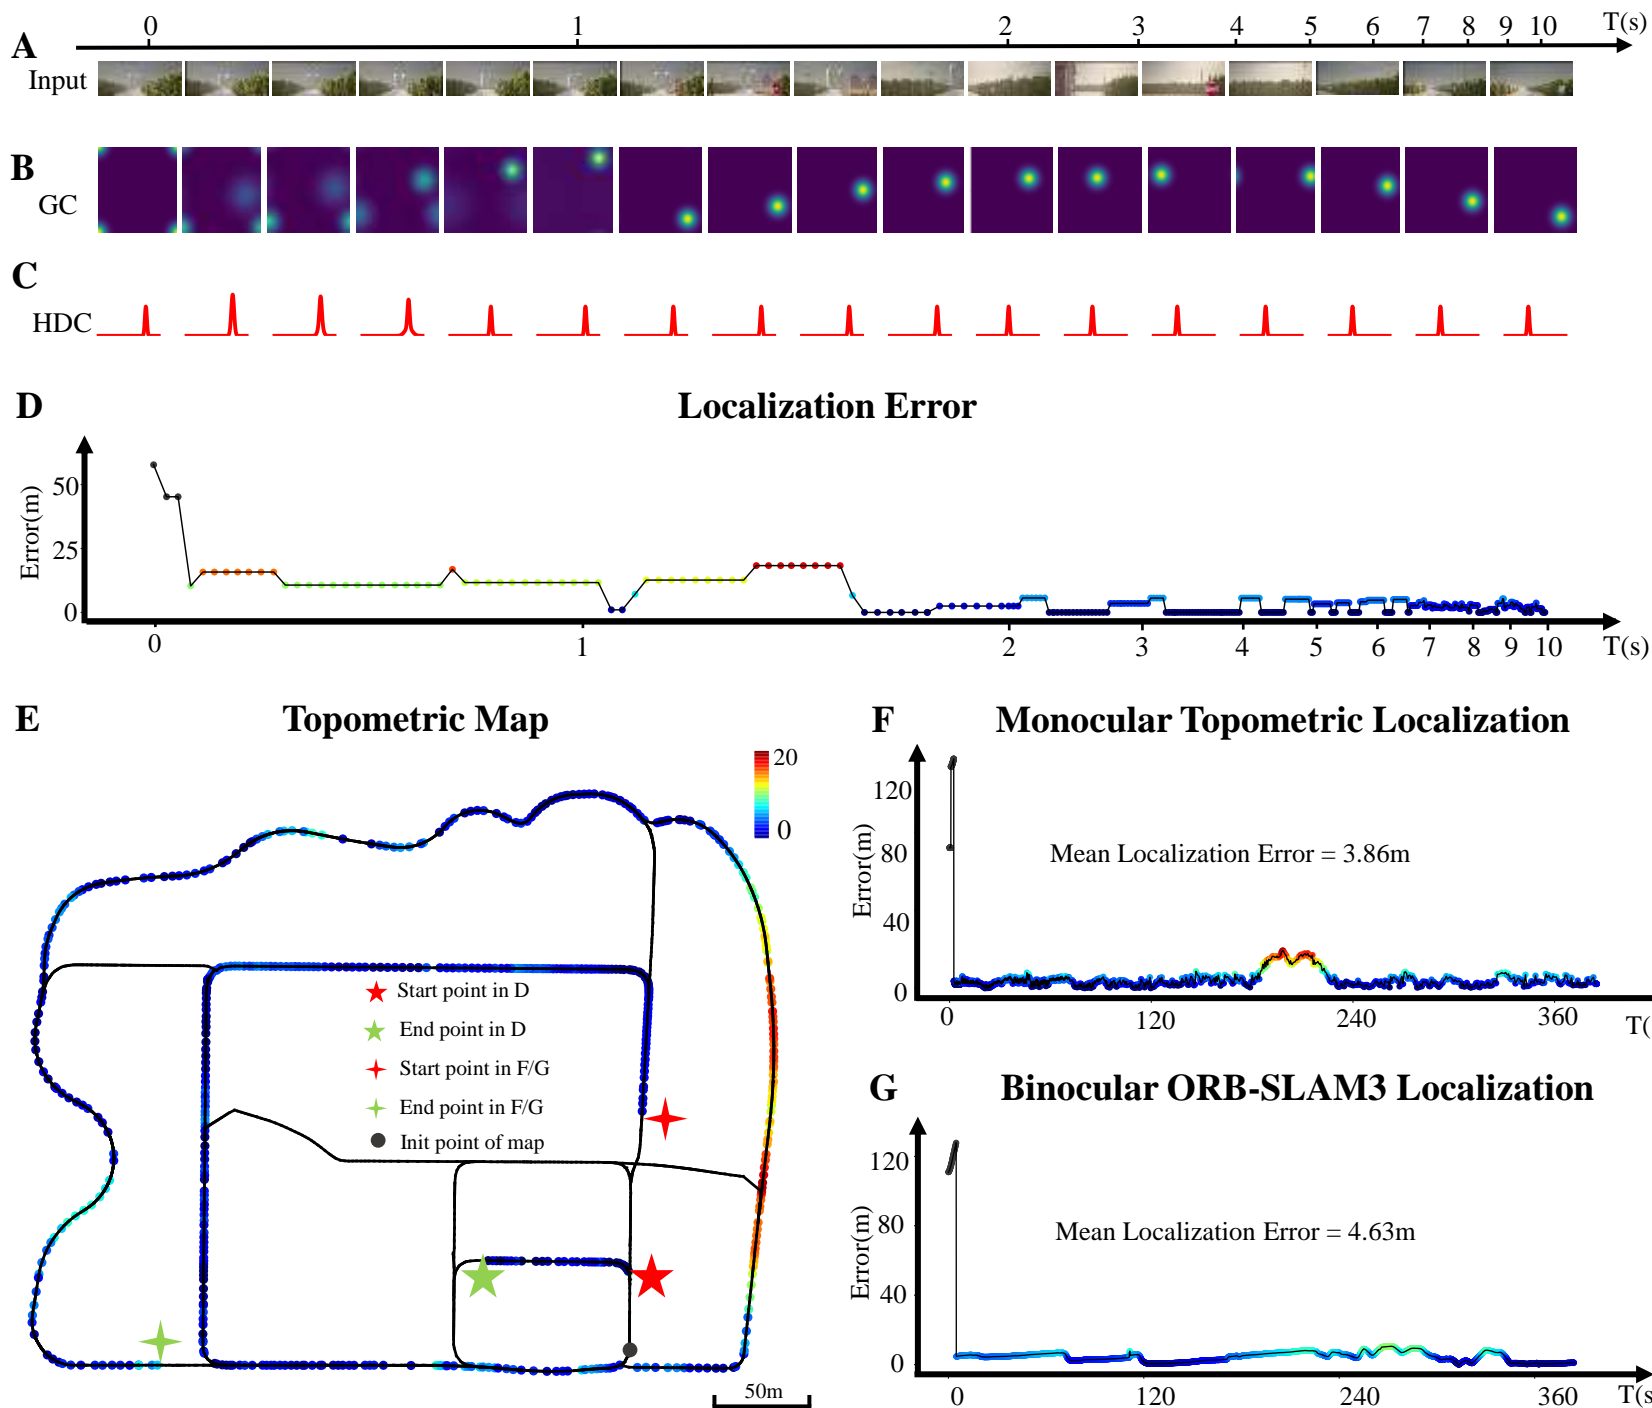 0 1 2 3 4 5 6 7 8 9 10 T(s)
A
Input
B
GC
C
HDC
D Localization Error
Error(m)
50
25
0
0 1 2 3 4 5 6 7 8 9 10 T(s)
E Topometric Map
20
0
Start point in D
End point in D
Start point in F/G
End point in F/G
Init point of map
50m
F Monocular Topometric Localization
Error(m)
120
80
40
0
Mean Localization Error = 3.86m
0 120 240 360 T(
G Binocular ORB-SLAM3 Localization
Error(m)
120
80
40
0
Mean Localization Error = 4.63m
0 120 240 360 T(s